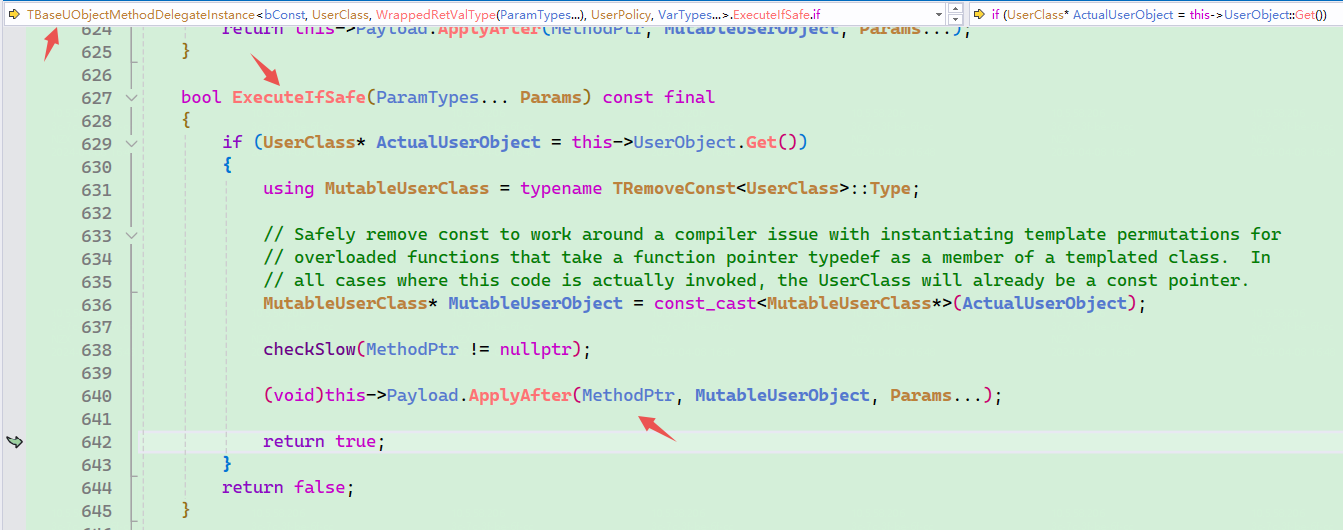 TBaseUObjectMethodDelegateInstance<bConst, UserClass, WrappedRetValType(ParamTypes...), UserPolicy, VarTypes...>.ExecuteIfSafe.if
if (UserClass* ActualUserObject = this->UserObject::Get())
624 return this->Payload.ApplyAfter(MethodPtr, MutableUserObject, Params...);
625 }
626
627 bool ExecuteIfSafe(ParamTypes... Params) const final
628 {
629 if (UserClass* ActualUserObject = this->UserObject.Get())
630 {
631 using MutableUserClass = typename TRemoveConst<UserClass>::Type;
632
633 // Safely remove const to work around a compiler issue with instantiating template permutations for
634 // overloaded functions that take a function pointer typedef as a member of a templated class.  In
635 // all cases where this code is actually invoked, the UserClass will already be a const pointer.
636 MutableUserClass* MutableUserObject = const_cast<MutableUserClass*>(ActualUserObject);
637
638 checkSlow(MethodPtr != nullptr);
639
640 (void)this->Payload.ApplyAfter(MethodPtr, MutableUserObject, Params...);
641
642 return true;
643 }
644 return false;
645 }